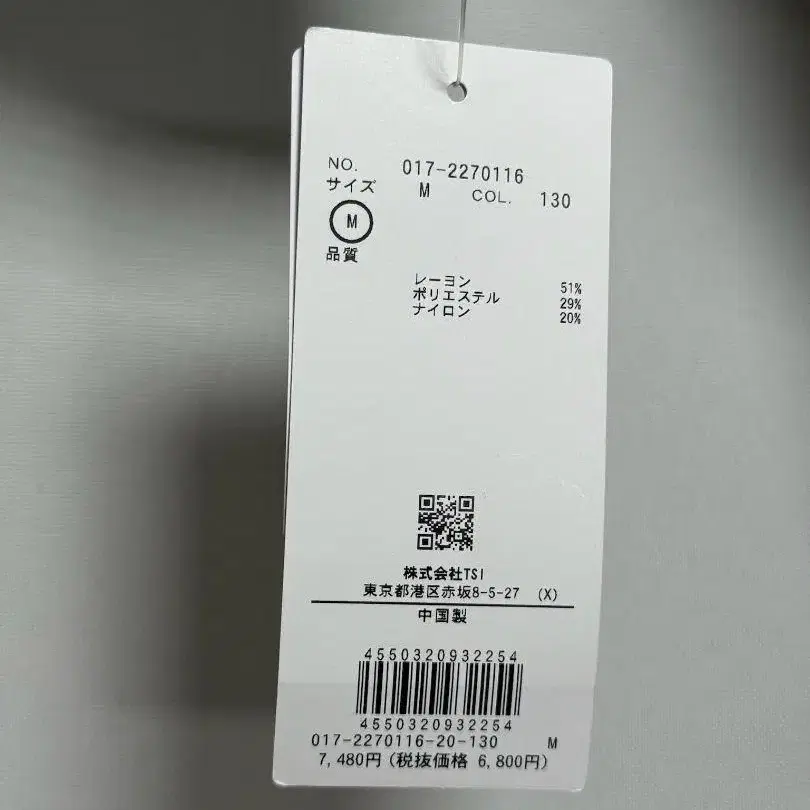 NO. 017-2270116
サイズ M COL. 130
M
品質
レーヨン 51%
ポリエステル 29%
ナイロン 20%
株式会社TSI
東京都港区赤坂8-5-27 (X)
中国製
4550320932254
4550320932254
017-2270116-20-130 M
7,480円(税抜価格 6,800円)